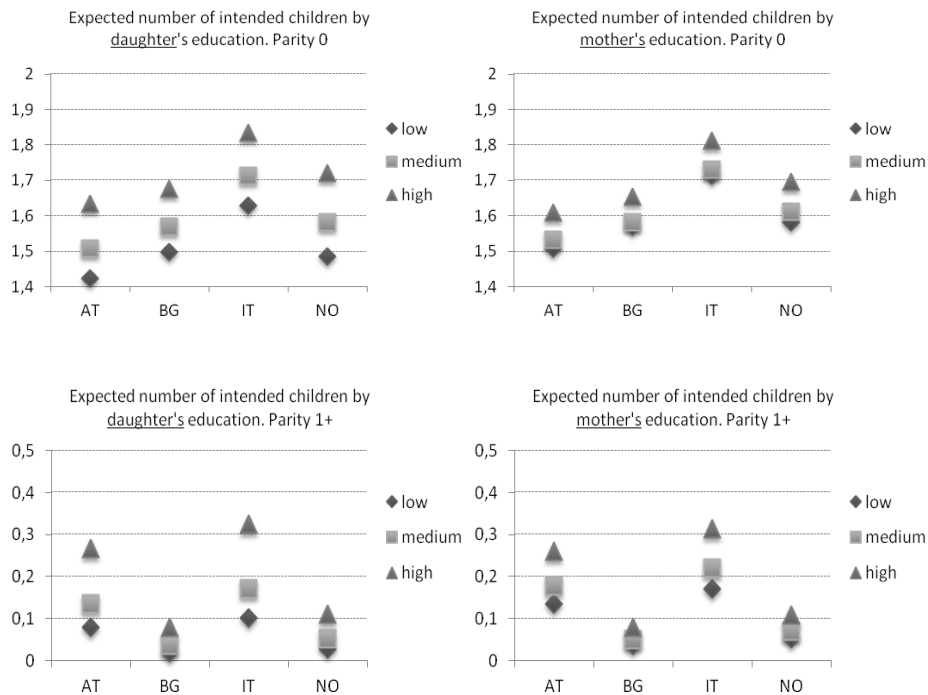 Expected number of intended children by
daughter's education. Parity 0
2
1,9
1,8
1,7
1,6
1,5
1,4
AT BG IT NO
low
medium
high
Expected number of intended children by
mother's education. Parity 0
2
1,9
1,8
1,7
1,6
1,5
1,4
AT BG IT NO
low
medium
high
Expected number of intended children by
daughter's education. Parity 1+
0,5
0,4
0,3
0,2
0,1
0
AT BG IT NO
low
medium
high
Expected number of intended children by
mother's education. Parity 1+
0,5
0,4
0,3
0,2
0,1
0
AT BG IT NO
low
medium
high